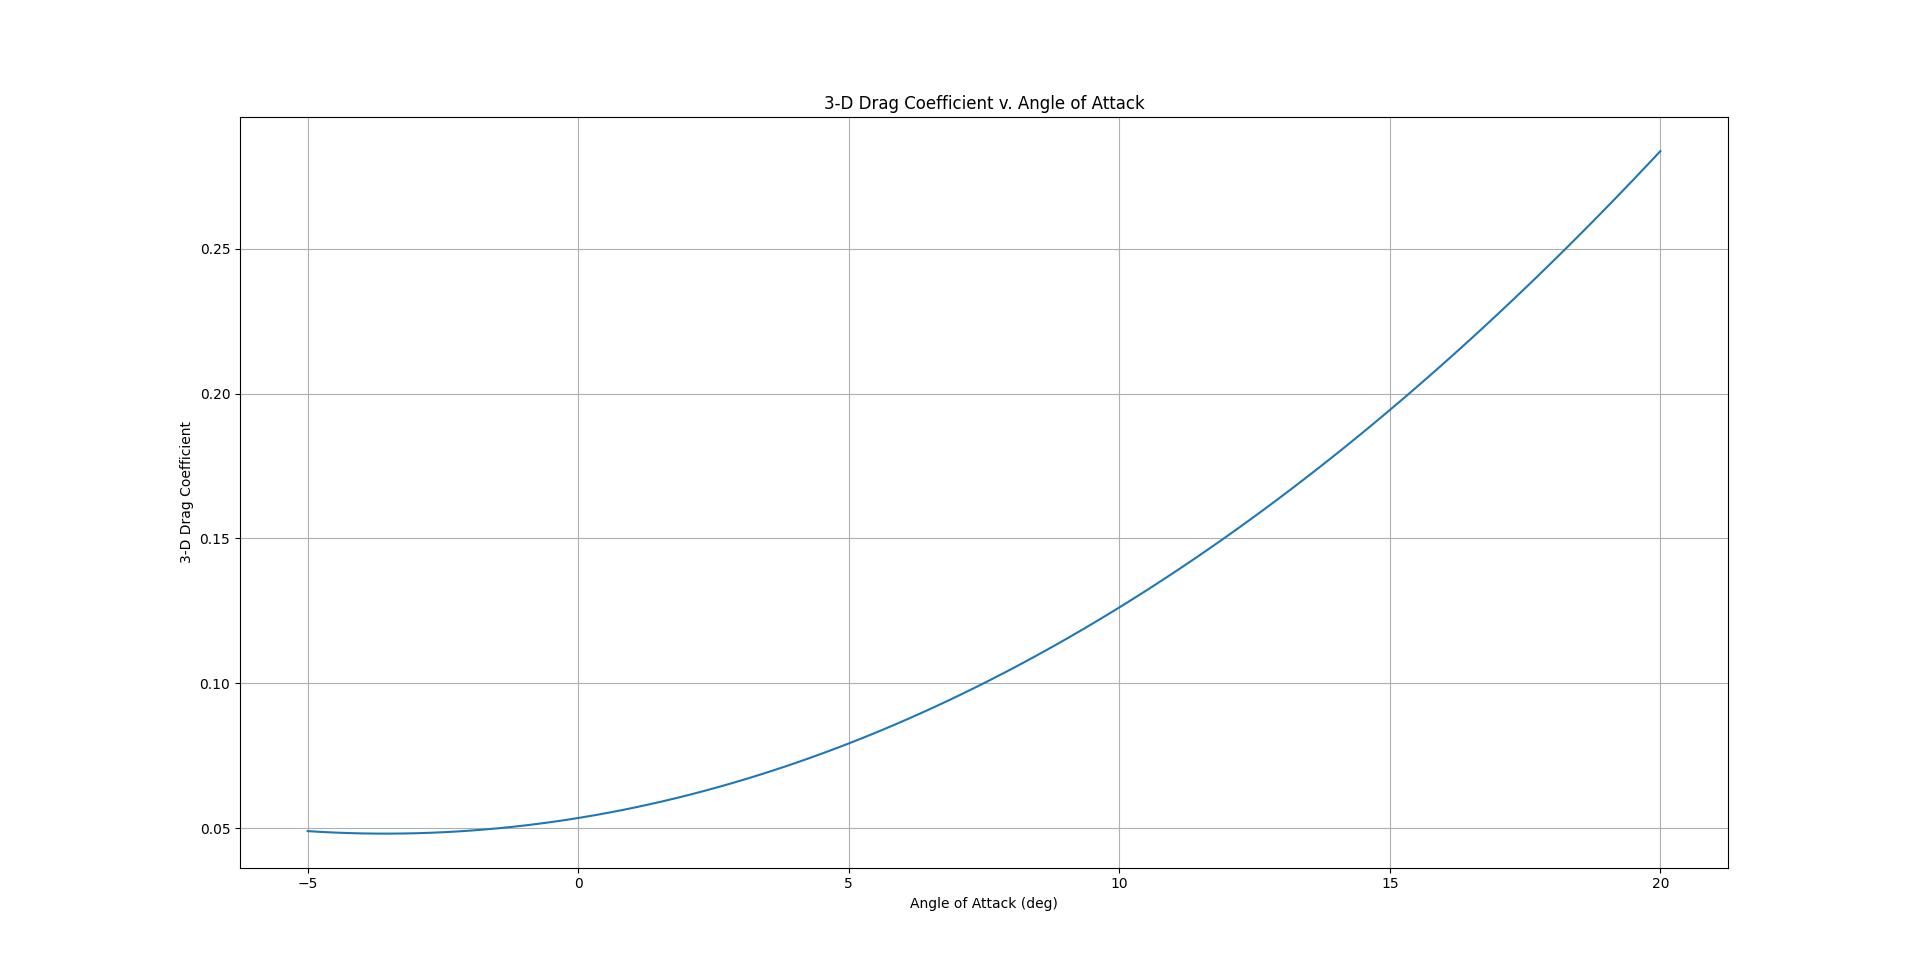 3-D Drag Coefficient v. Angle of Attack
0.25
0.20
0.15
0.10
0.05
3-D Drag Coefficient
−5 0 5 10 15 20
Angle of Attack (deg)